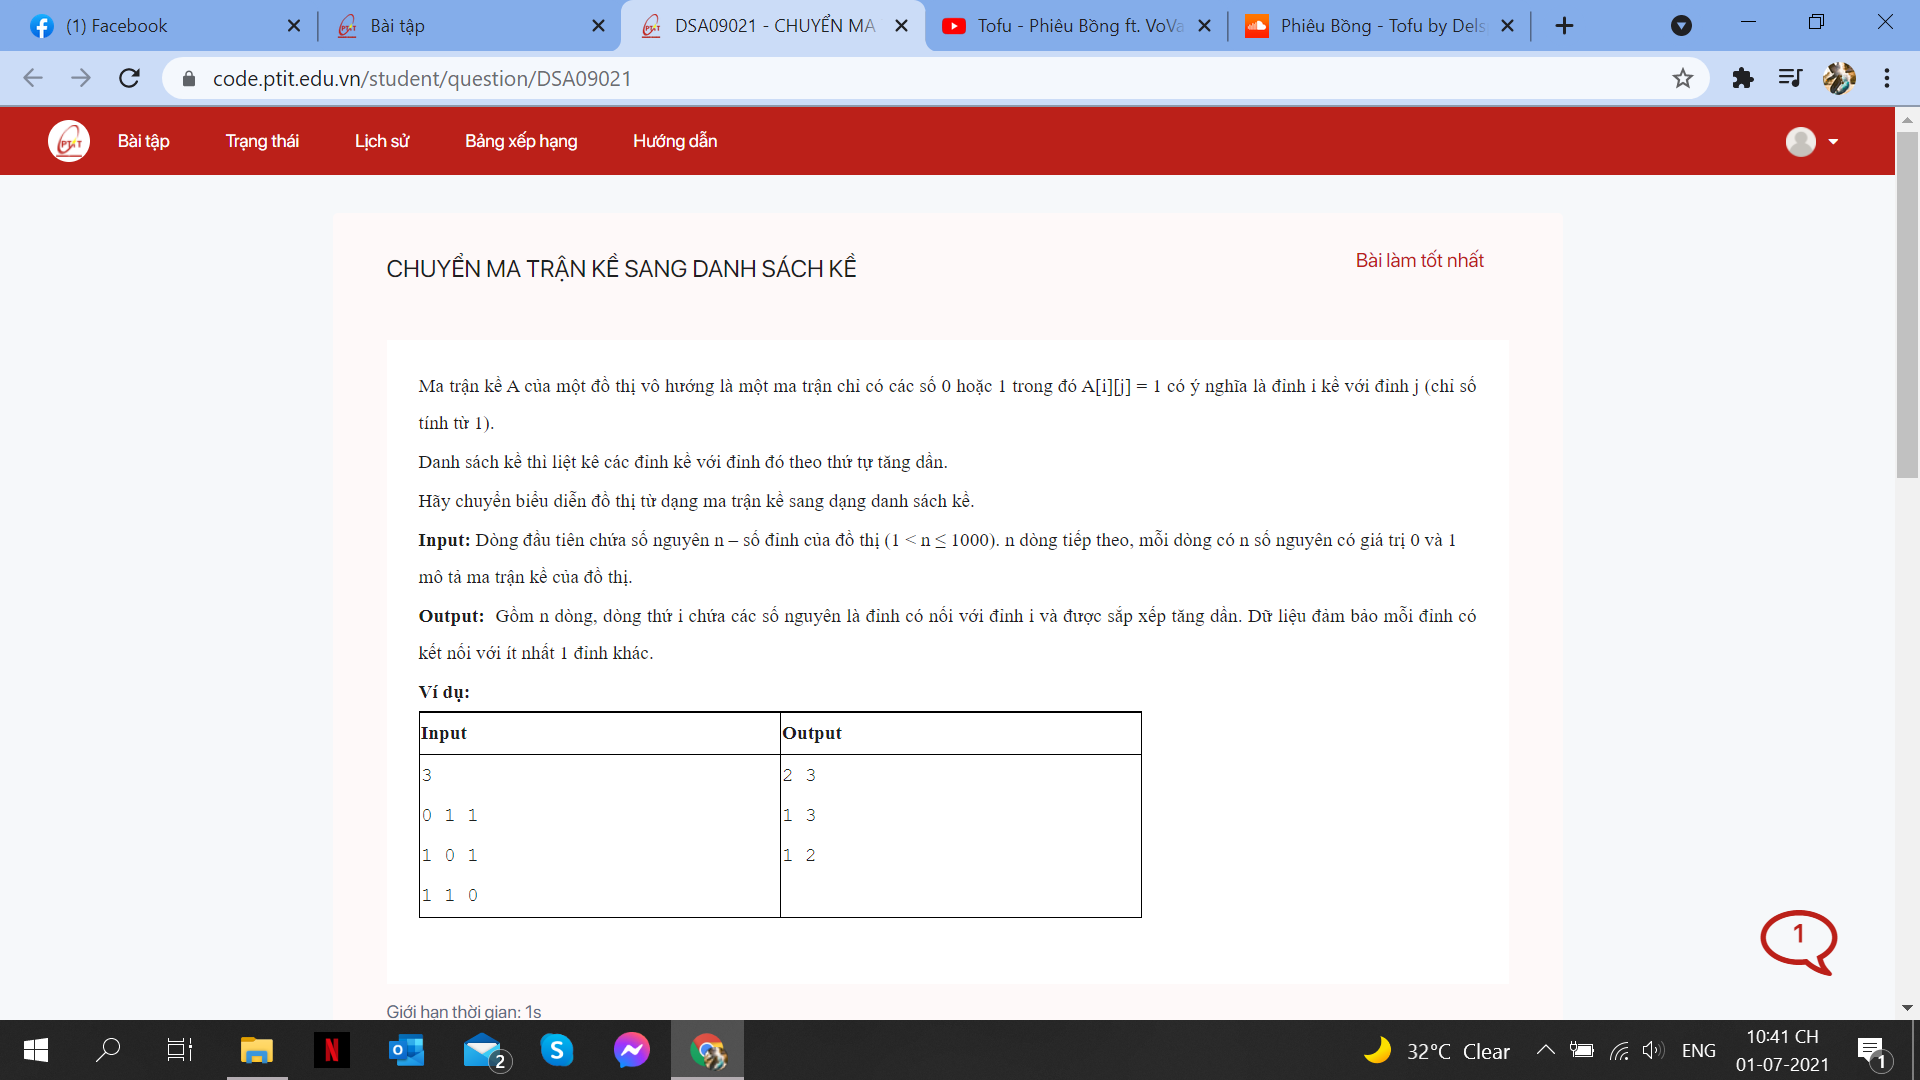 (1) Facebook
Bài tập
DSA09021 - CHUYỂN MA
Tofu - Phiêu Bồng ft. VoVa
Phiêu Bồng - Tofu by Dels
code.ptit.edu.vn/student/question/DSA09021
PTIT
Bài tập
Trạng thái
Lịch sử
Bảng xếp hạng
Hướng dẫn
CHUYỂN MA TRẬN KỀ SANG DANH SÁCH KỀ
Bài làm tốt nhất
Ma trận kề A của một đồ thị vô hướng là một ma trận chỉ có các số 0 hoặc 1 trong đó A[i][j] = 1 có ý nghĩa là đỉnh i kề với đỉnh j (chỉ số
tính từ 1).
Danh sách kề thì liệt kê các đỉnh kề với đỉnh đó theo thứ tự tăng dần.
Hãy chuyển biểu diễn đồ thị từ dạng ma trận kề sang dạng danh sách kề.
Input: Dòng đầu tiên chứa số nguyên n – số đỉnh của đồ thị (1 < n ≤ 1000). n dòng tiếp theo, mỗi dòng có n số nguyên có giá trị 0 và 1
mô tả ma trận kề của đồ thị.
Output:  Gồm n dòng, dòng thứ i chứa các số nguyên là đỉnh có nối với đỉnh i và được sắp xếp tăng dần. Dữ liệu đảm bảo mỗi đỉnh có
kết nối với ít nhất 1 đỉnh khác.
Ví dụ:
Input
Output
3
0 1 1
1 0 1
1 1 0
2 3
1 3
1 2
1
Giới hạn thời gian: 1s
2
32°C Clear
ENG
10:41 CH
01-07-2021
1